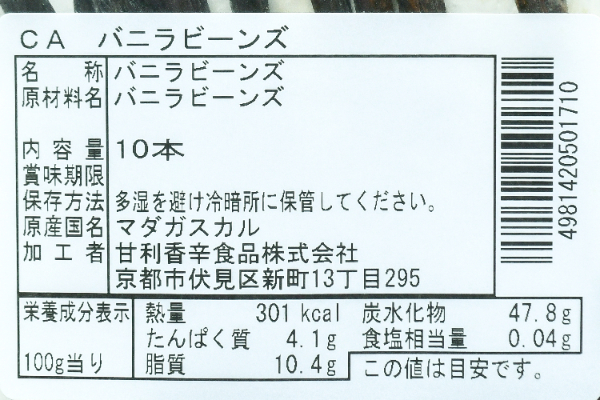 CA バニラビーンズ
名 称 バニラビーンズ
原材料名 バニラビーンズ
内容量 10本
賞味期限
保存方法 多湿を避け冷暗所に保管してください。
原産国名 マダガスカル
加工者 甘利香辛食品株式会社
京都市伏見区新町13丁目295
4981420501710
栄養成分表示 熱量 301 kcal 炭水化物 47.8g
たんぱく質 4.1g 食塩相当量 0.04g
100g当り 脂質 10.4g この値は目安です。